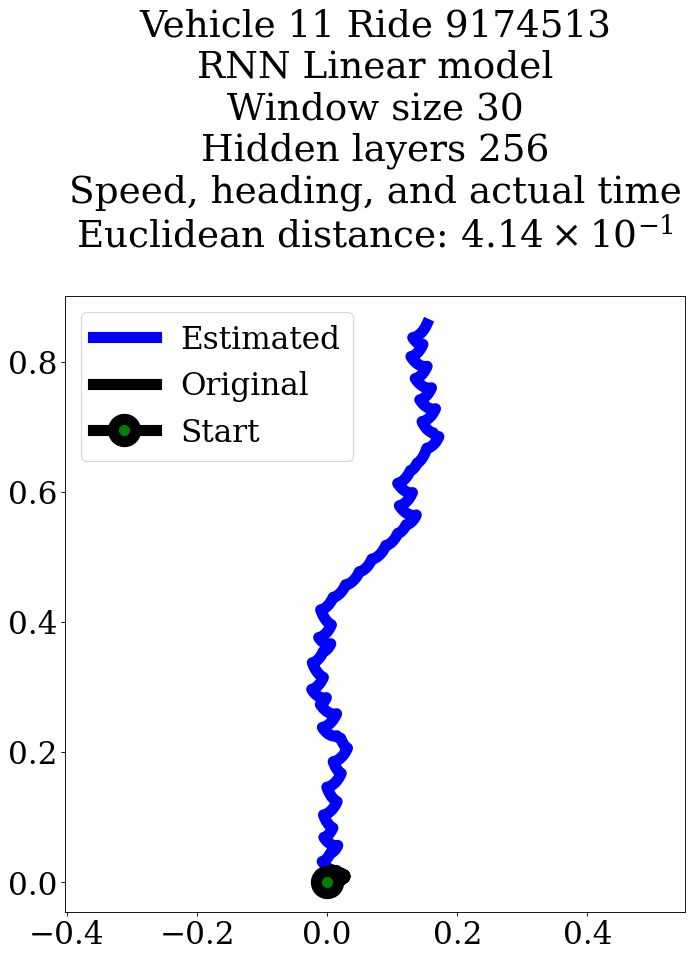 Vehicle 11 Ride 9174513
RNN Linear model
Window size 30
Hidden layers 256
Speed, heading, and actual time
Euclidean distance: 4.14 × 10⁻¹
Estimated
Original
Start
0.8
0.6
0.4
0.2
0.0
−0.4 −0.2 0.0 0.2 0.4